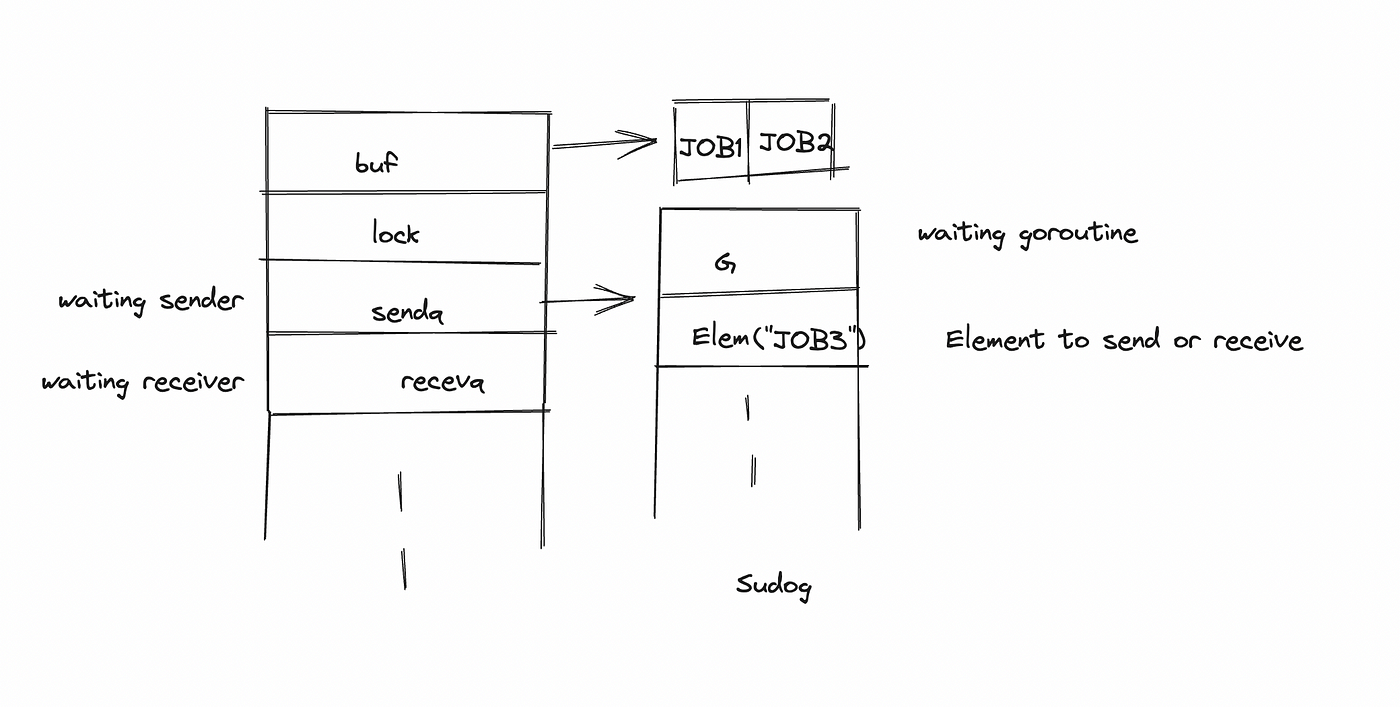 buf
JOB1
JOB2
lock
waiting goroutine
G
waiting sender
sendq
Elem("JOB3")
Element to send or receive
waiting receiver
recevq
Sudog